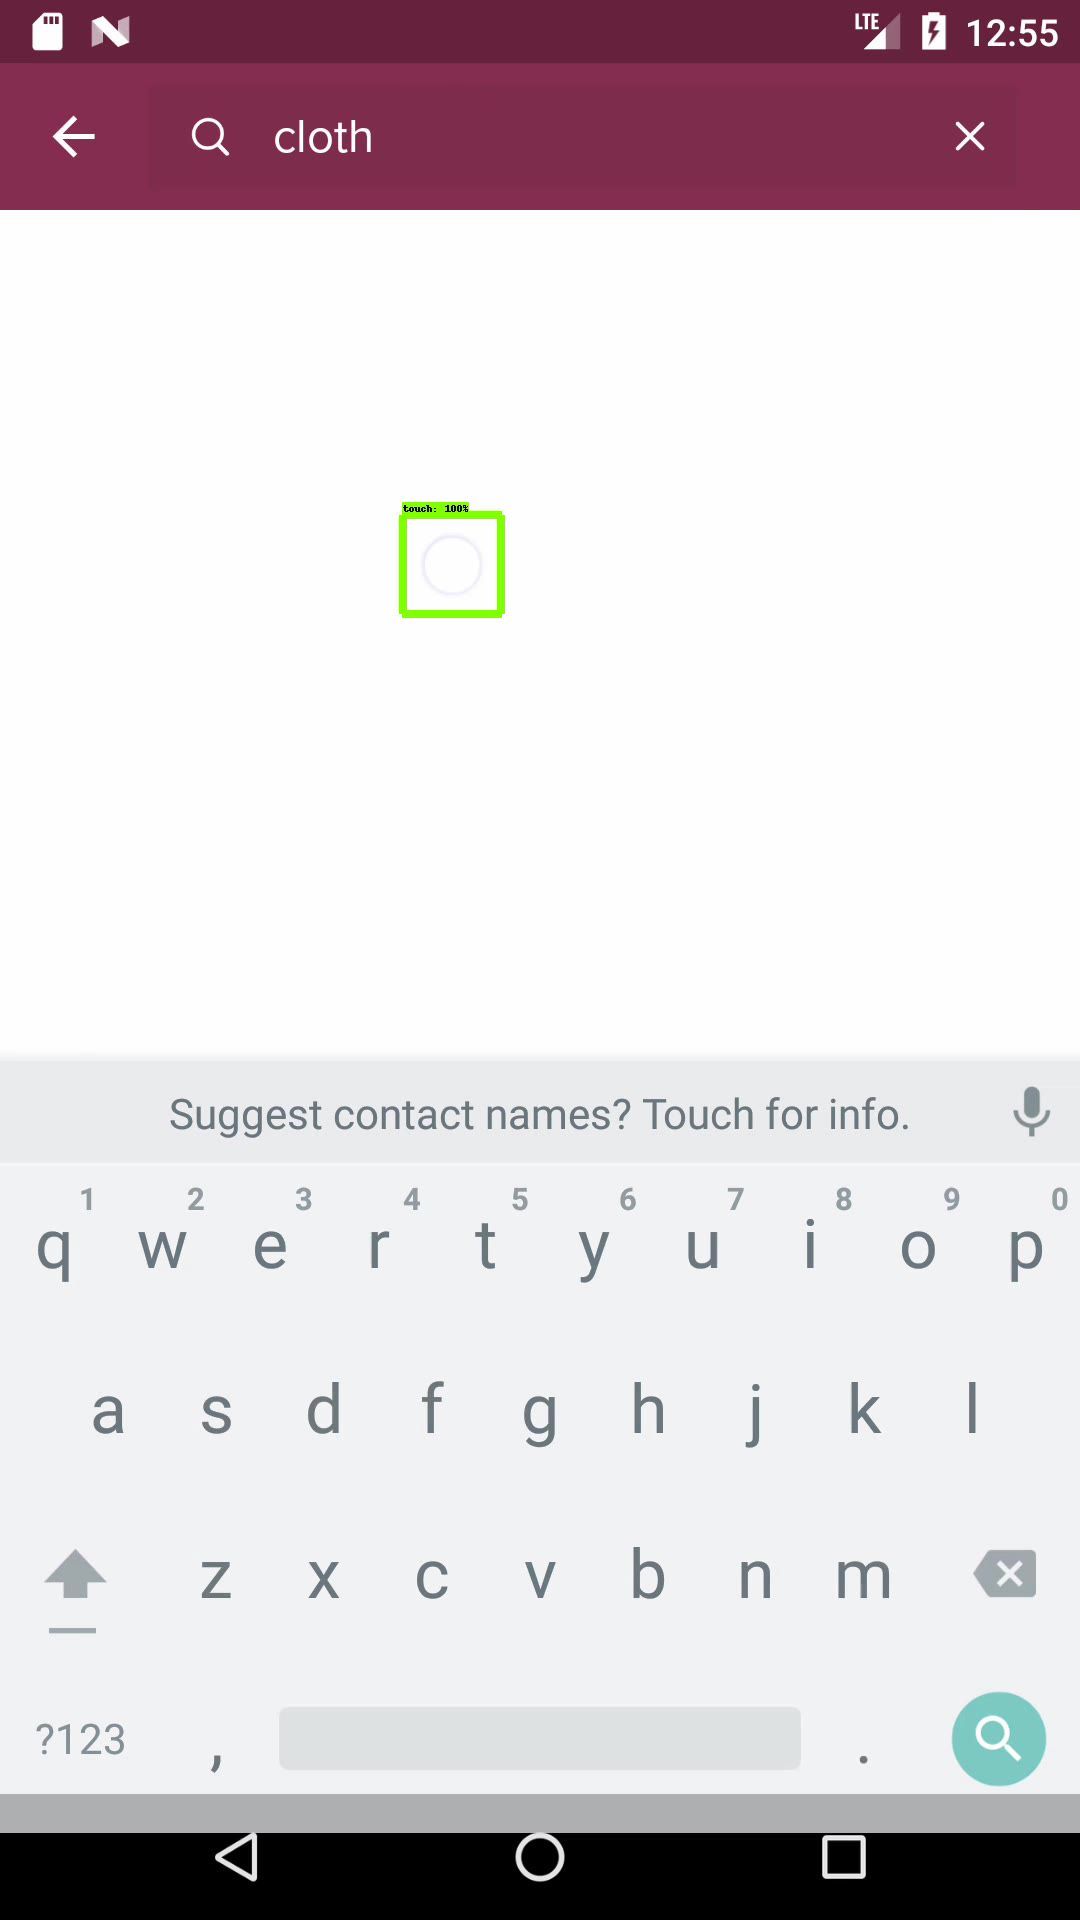 LTE 12:55
cloth
touch: 100%
Suggest contact names? Touch for info.
1 2 3 4 5 6 7 8 9 0
q w e r t y u i o p
a s d f g h j k l
z x c v b n m
?123 , .